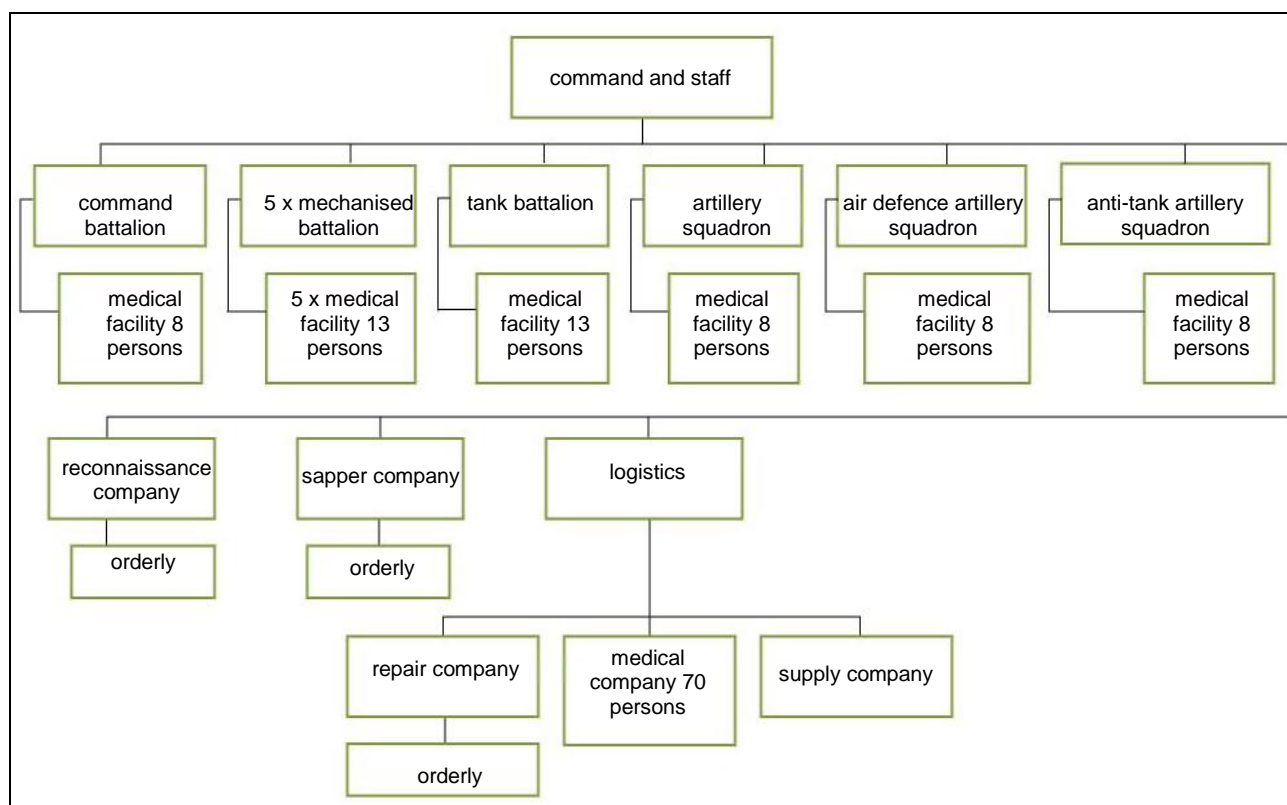 command and staff
command
battalion
5 x mechanised
battalion
tank battalion
artillery
squadron
air defence artillery
squadron
anti-tank artillery
squadron
medical
facility 8
persons
5 x medical
facility 13
persons
medical
facility 13
persons
medical
facility 8
persons
medical
facility 8
persons
medical
facility 8
persons
reconnaissance
company
sapper company
logistics
orderly
orderly
repair company
medical
company 70
persons
supply company
orderly